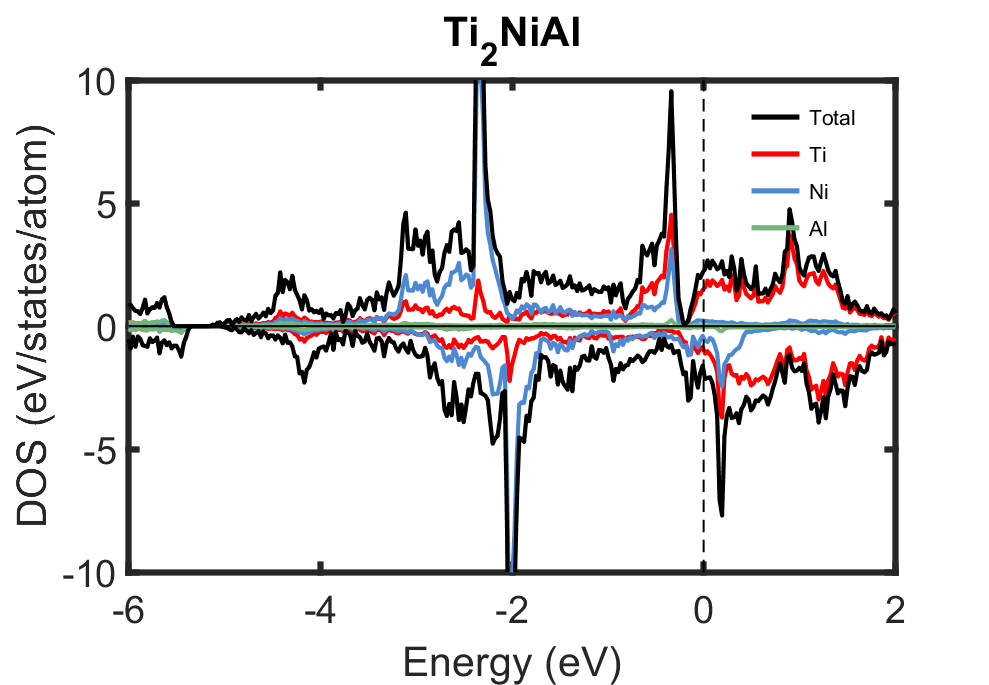 Ti₂NiAl
10
5
0
-5
-10
DOS (eV/states/atom)
Total
Ti
Ni
Al
-6 -4 -2 0 2
Energy (eV)